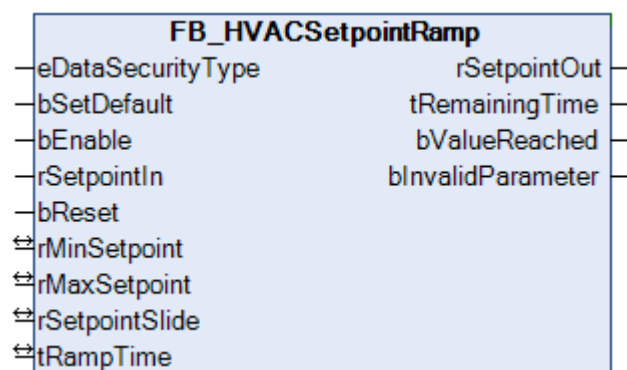 FB_HVACSetpointRamp
eDataSecurityType rSetpointOut
bSetDefault tRemainingTime
bEnable bValueReached
rSetpointIn bInvalidParameter
bReset
rMinSetpoint
rMaxSetpoint
rSetpointSlide
tRampTime